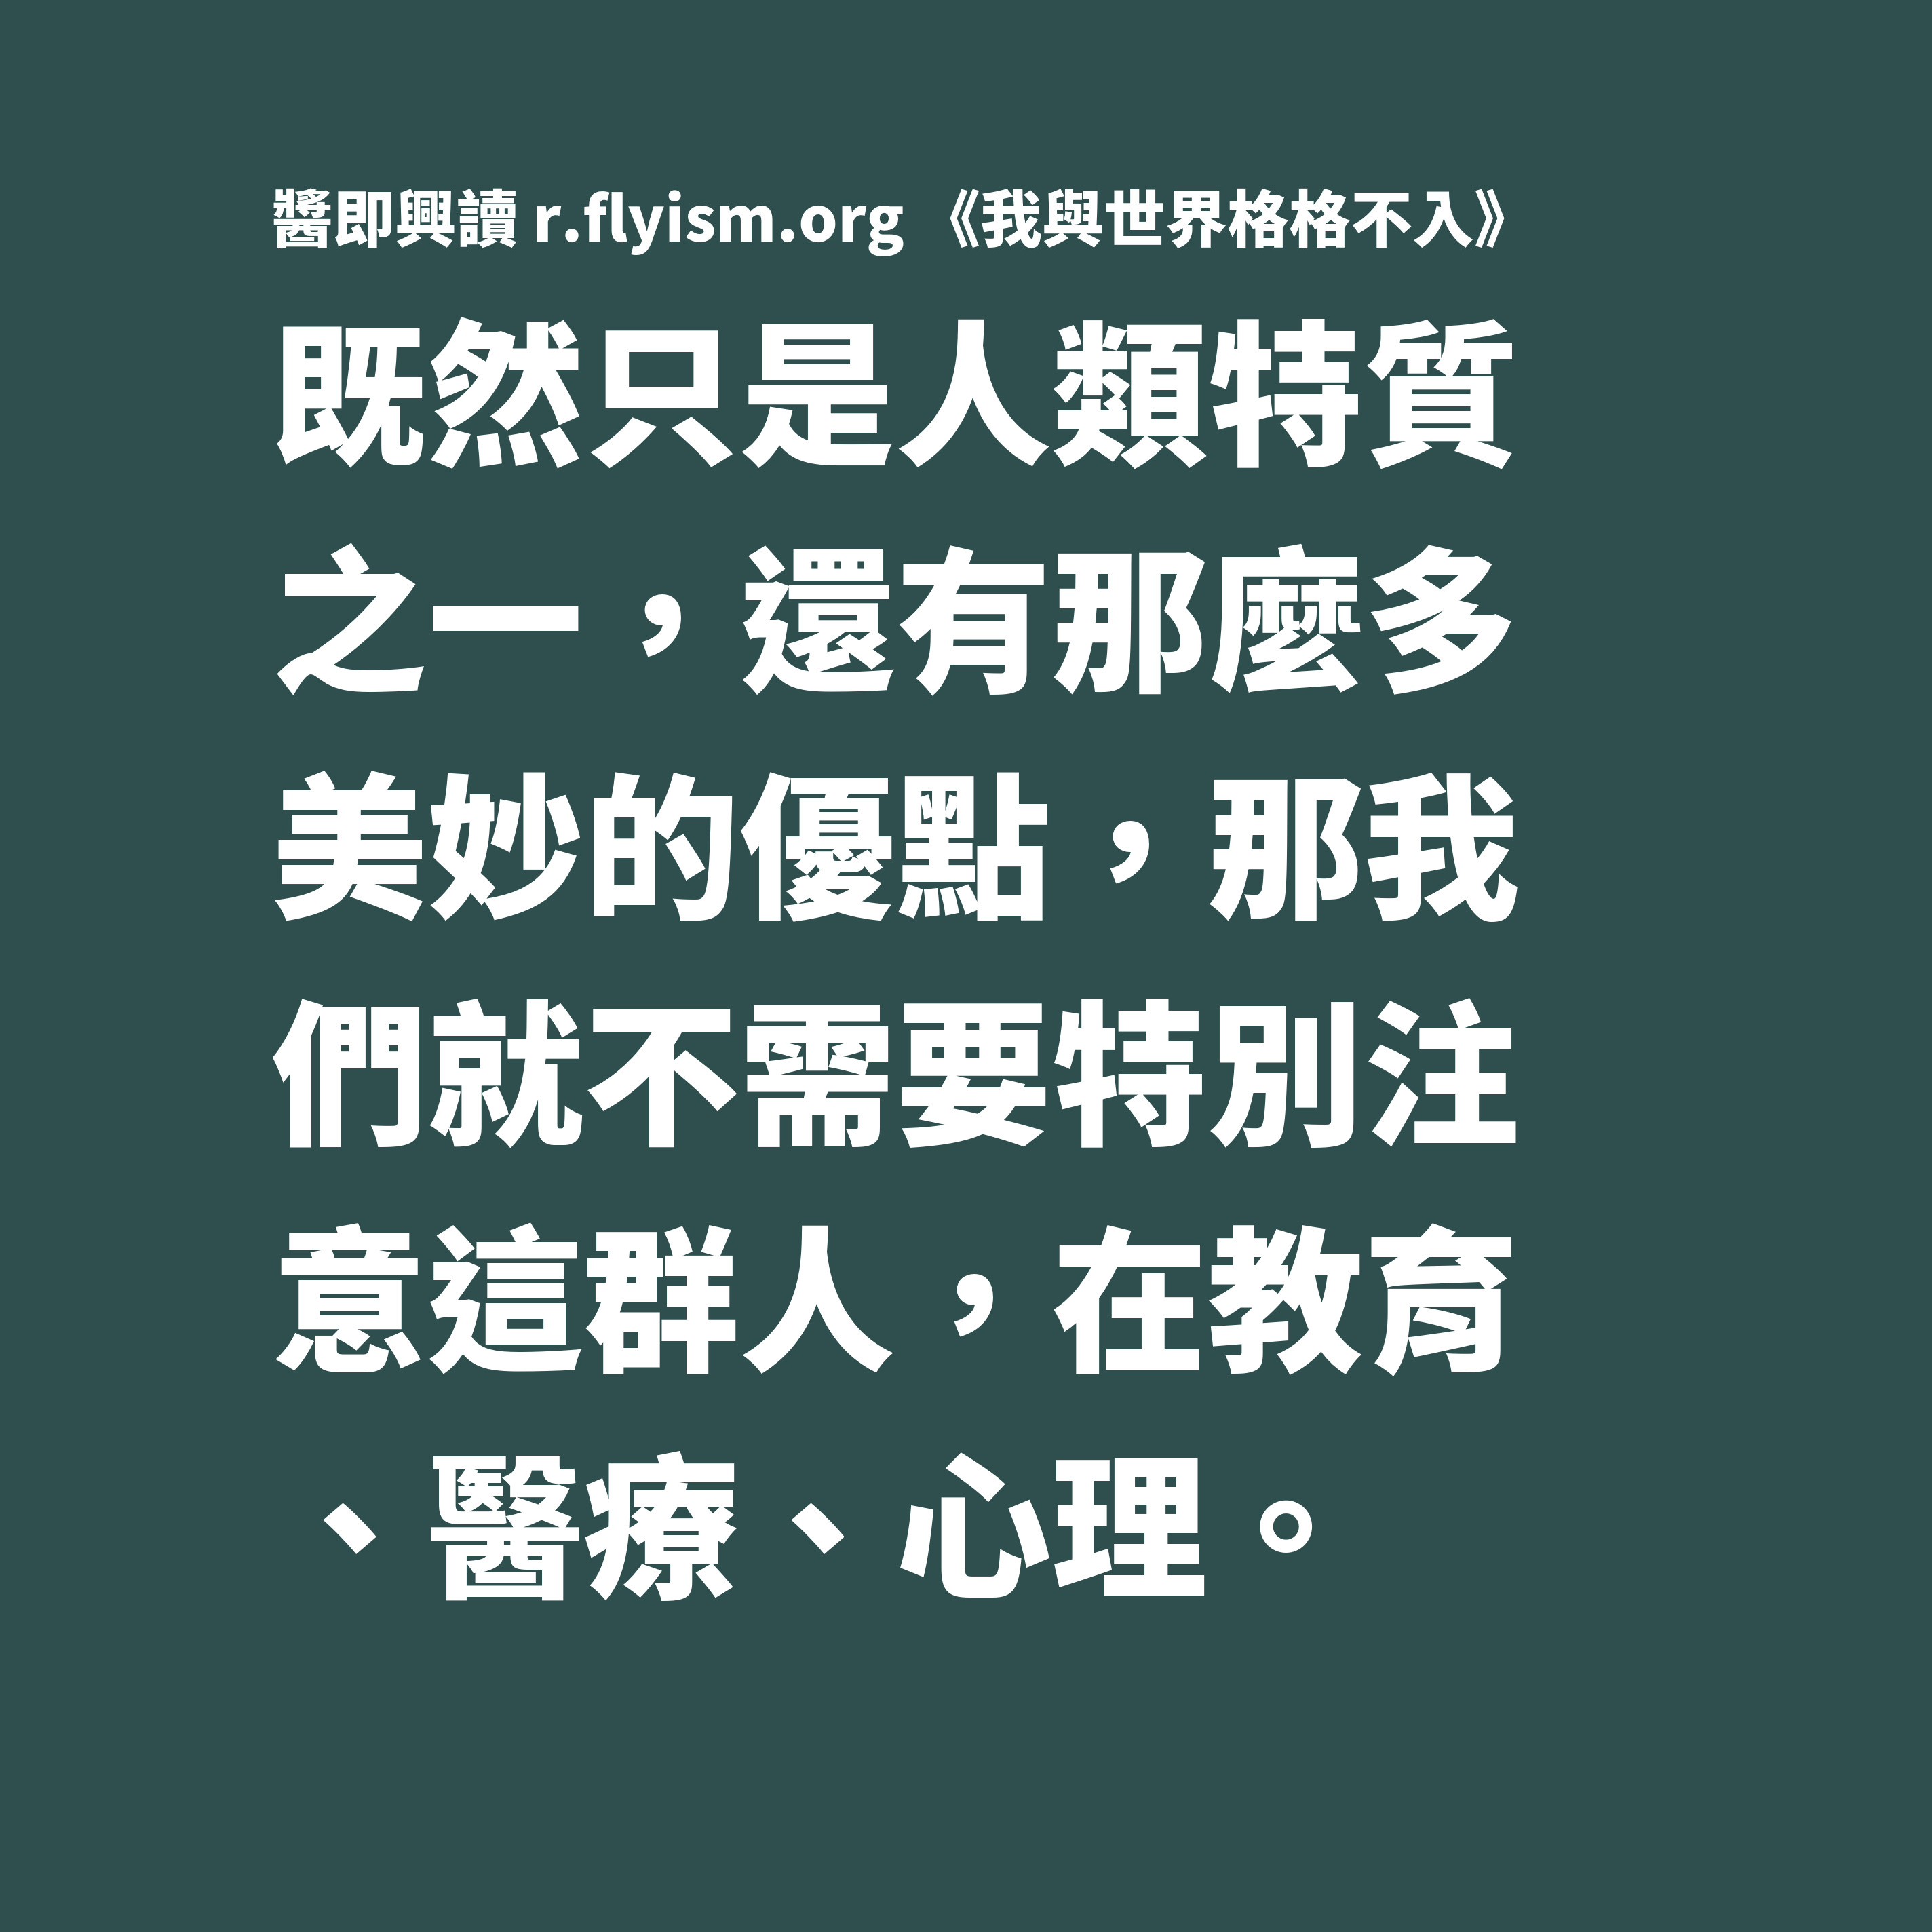 馨即興讀 r.flyism.org 《我與世界格格不入》
既然只是人類特質
之一，還有那麼多
美妙的優點，那我
們就不需要特別注
意這群人，在教育
、醫療、心理。